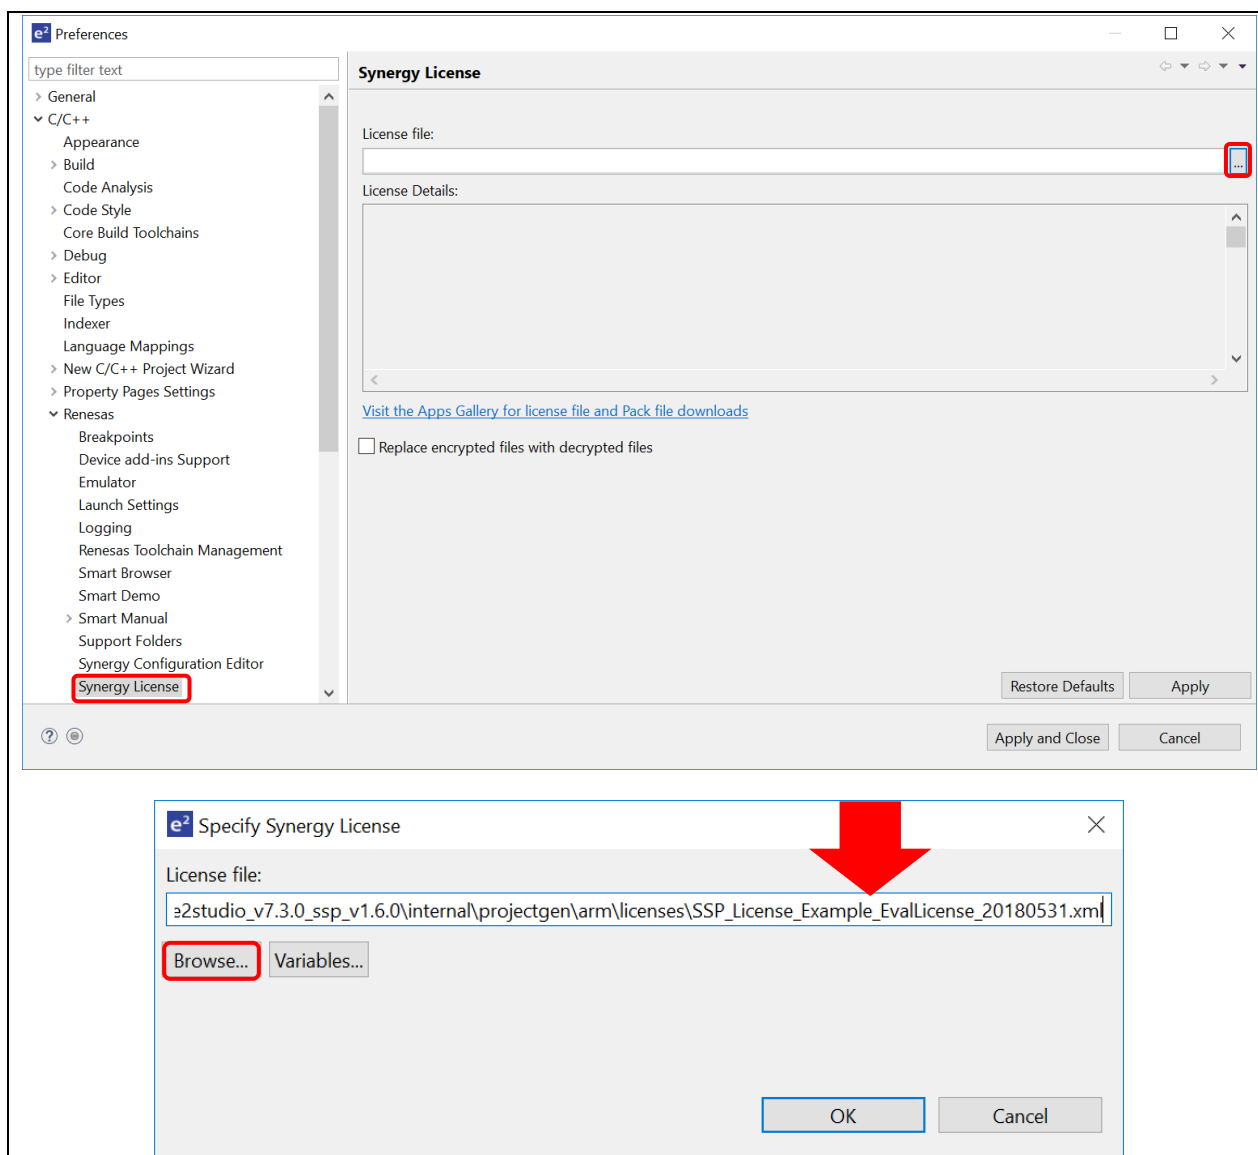 e² Preferences
type filter text
Synergy License
General
C/C++
Appearance
Build
Code Analysis
Code Style
Core Build Toolchains
Debug
Editor
File Types
Indexer
Language Mappings
New C/C++ Project Wizard
Property Pages Settings
Renesas
Breakpoints
Device add-ins Support
Emulator
Launch Settings
Logging
Renesas Toolchain Management
Smart Browser
Smart Demo
Smart Manual
Support Folders
Synergy Configuration Editor
Synergy License
License file:
...
License Details:
Visit the Apps Gallery for license file and Pack file downloads
Replace encrypted files with decrypted files
Restore Defaults Apply
? Apply and Close Cancel
e² Specify Synergy License
License file:
e2studio_v7.3.0_ssp_v1.6.0\internal\projectgen\arm\licenses\SSP_License_Example_EvalLicense_20180531.xml
Browse... Variables...
OK Cancel